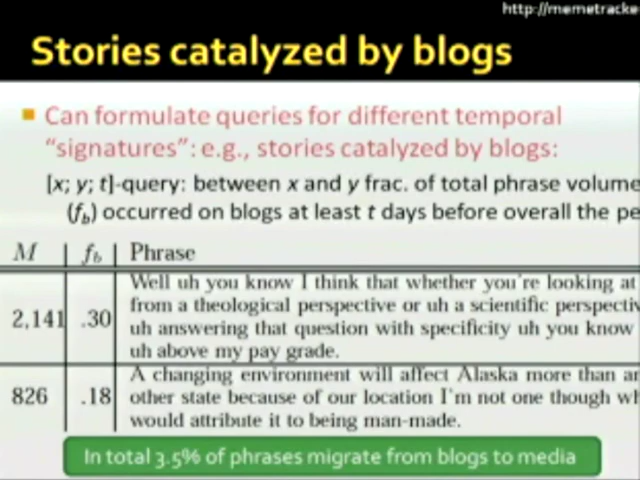 http://memetracke
Stories catalyzed by blogs
Can formulate queries for different temporal
"signatures": e.g., stories catalyzed by blogs:
[x; y; t]-query: between x and y frac. of total phrase volume
(fb) occurred on blogs at least t days before overall the pe
M fb Phrase
Well uh you know I think that whether you're looking at
from a theological perspective or uh a scientific perspectiv
2,141 .30
uh answering that question with specificity uh you know
uh above my pay grade.
A changing environment will affect Alaska more than an
826 .18 other state because of our location I'm not one though wh
would attribute it to being man-made.
In total 3.5% of phrases migrate from blogs to media